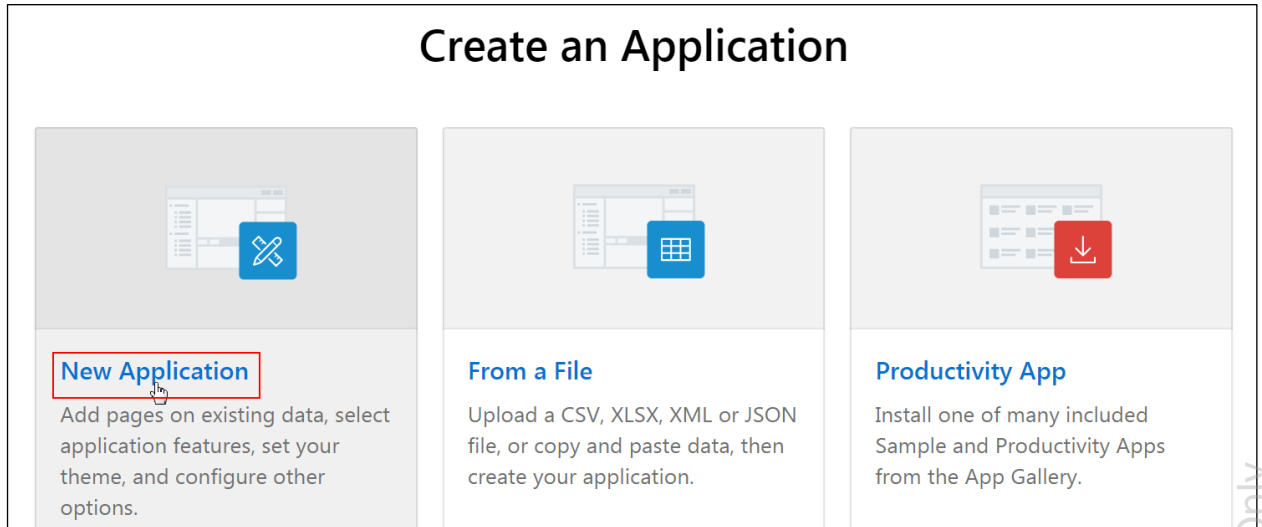 Create an Application
New Application
Add pages on existing data, select
application features, set your
theme, and configure other
options.
From a File
Upload a CSV, XLSX, XML or JSON
file, or copy and paste data, then
create your application.
Productivity App
Install one of many included
Sample and Productivity Apps
from the App Gallery.
only